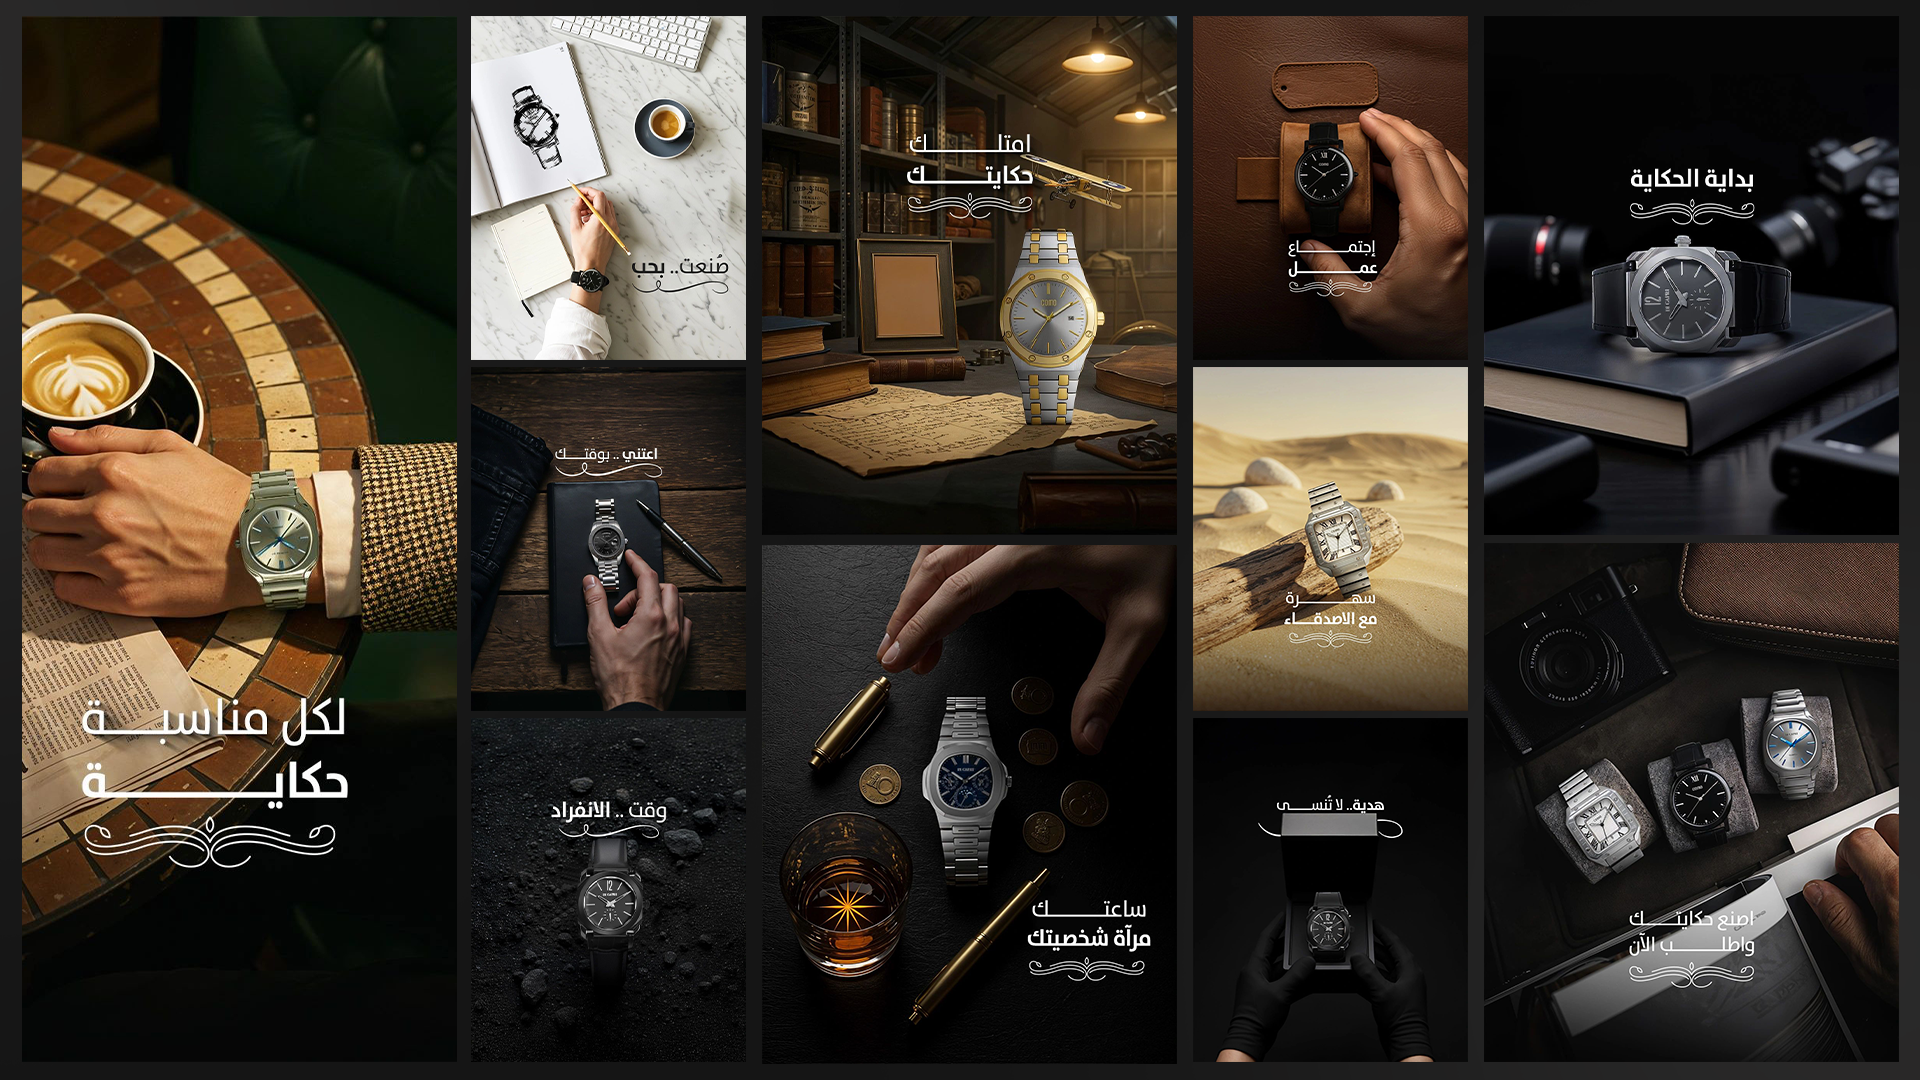 لكل مناسبة
حكاية
صُنعت.. بحب
اعتني .. بوقتك
وقت .. الانفراد
امتلك
حكايتك
ساعتك
مرآة شخصيتك
إجتماع
عمل
سهرة
مع الاصدقاء
هدية.. لا تُنسى
بداية الحكاية
اصنع حكايتك
واطلب الآن